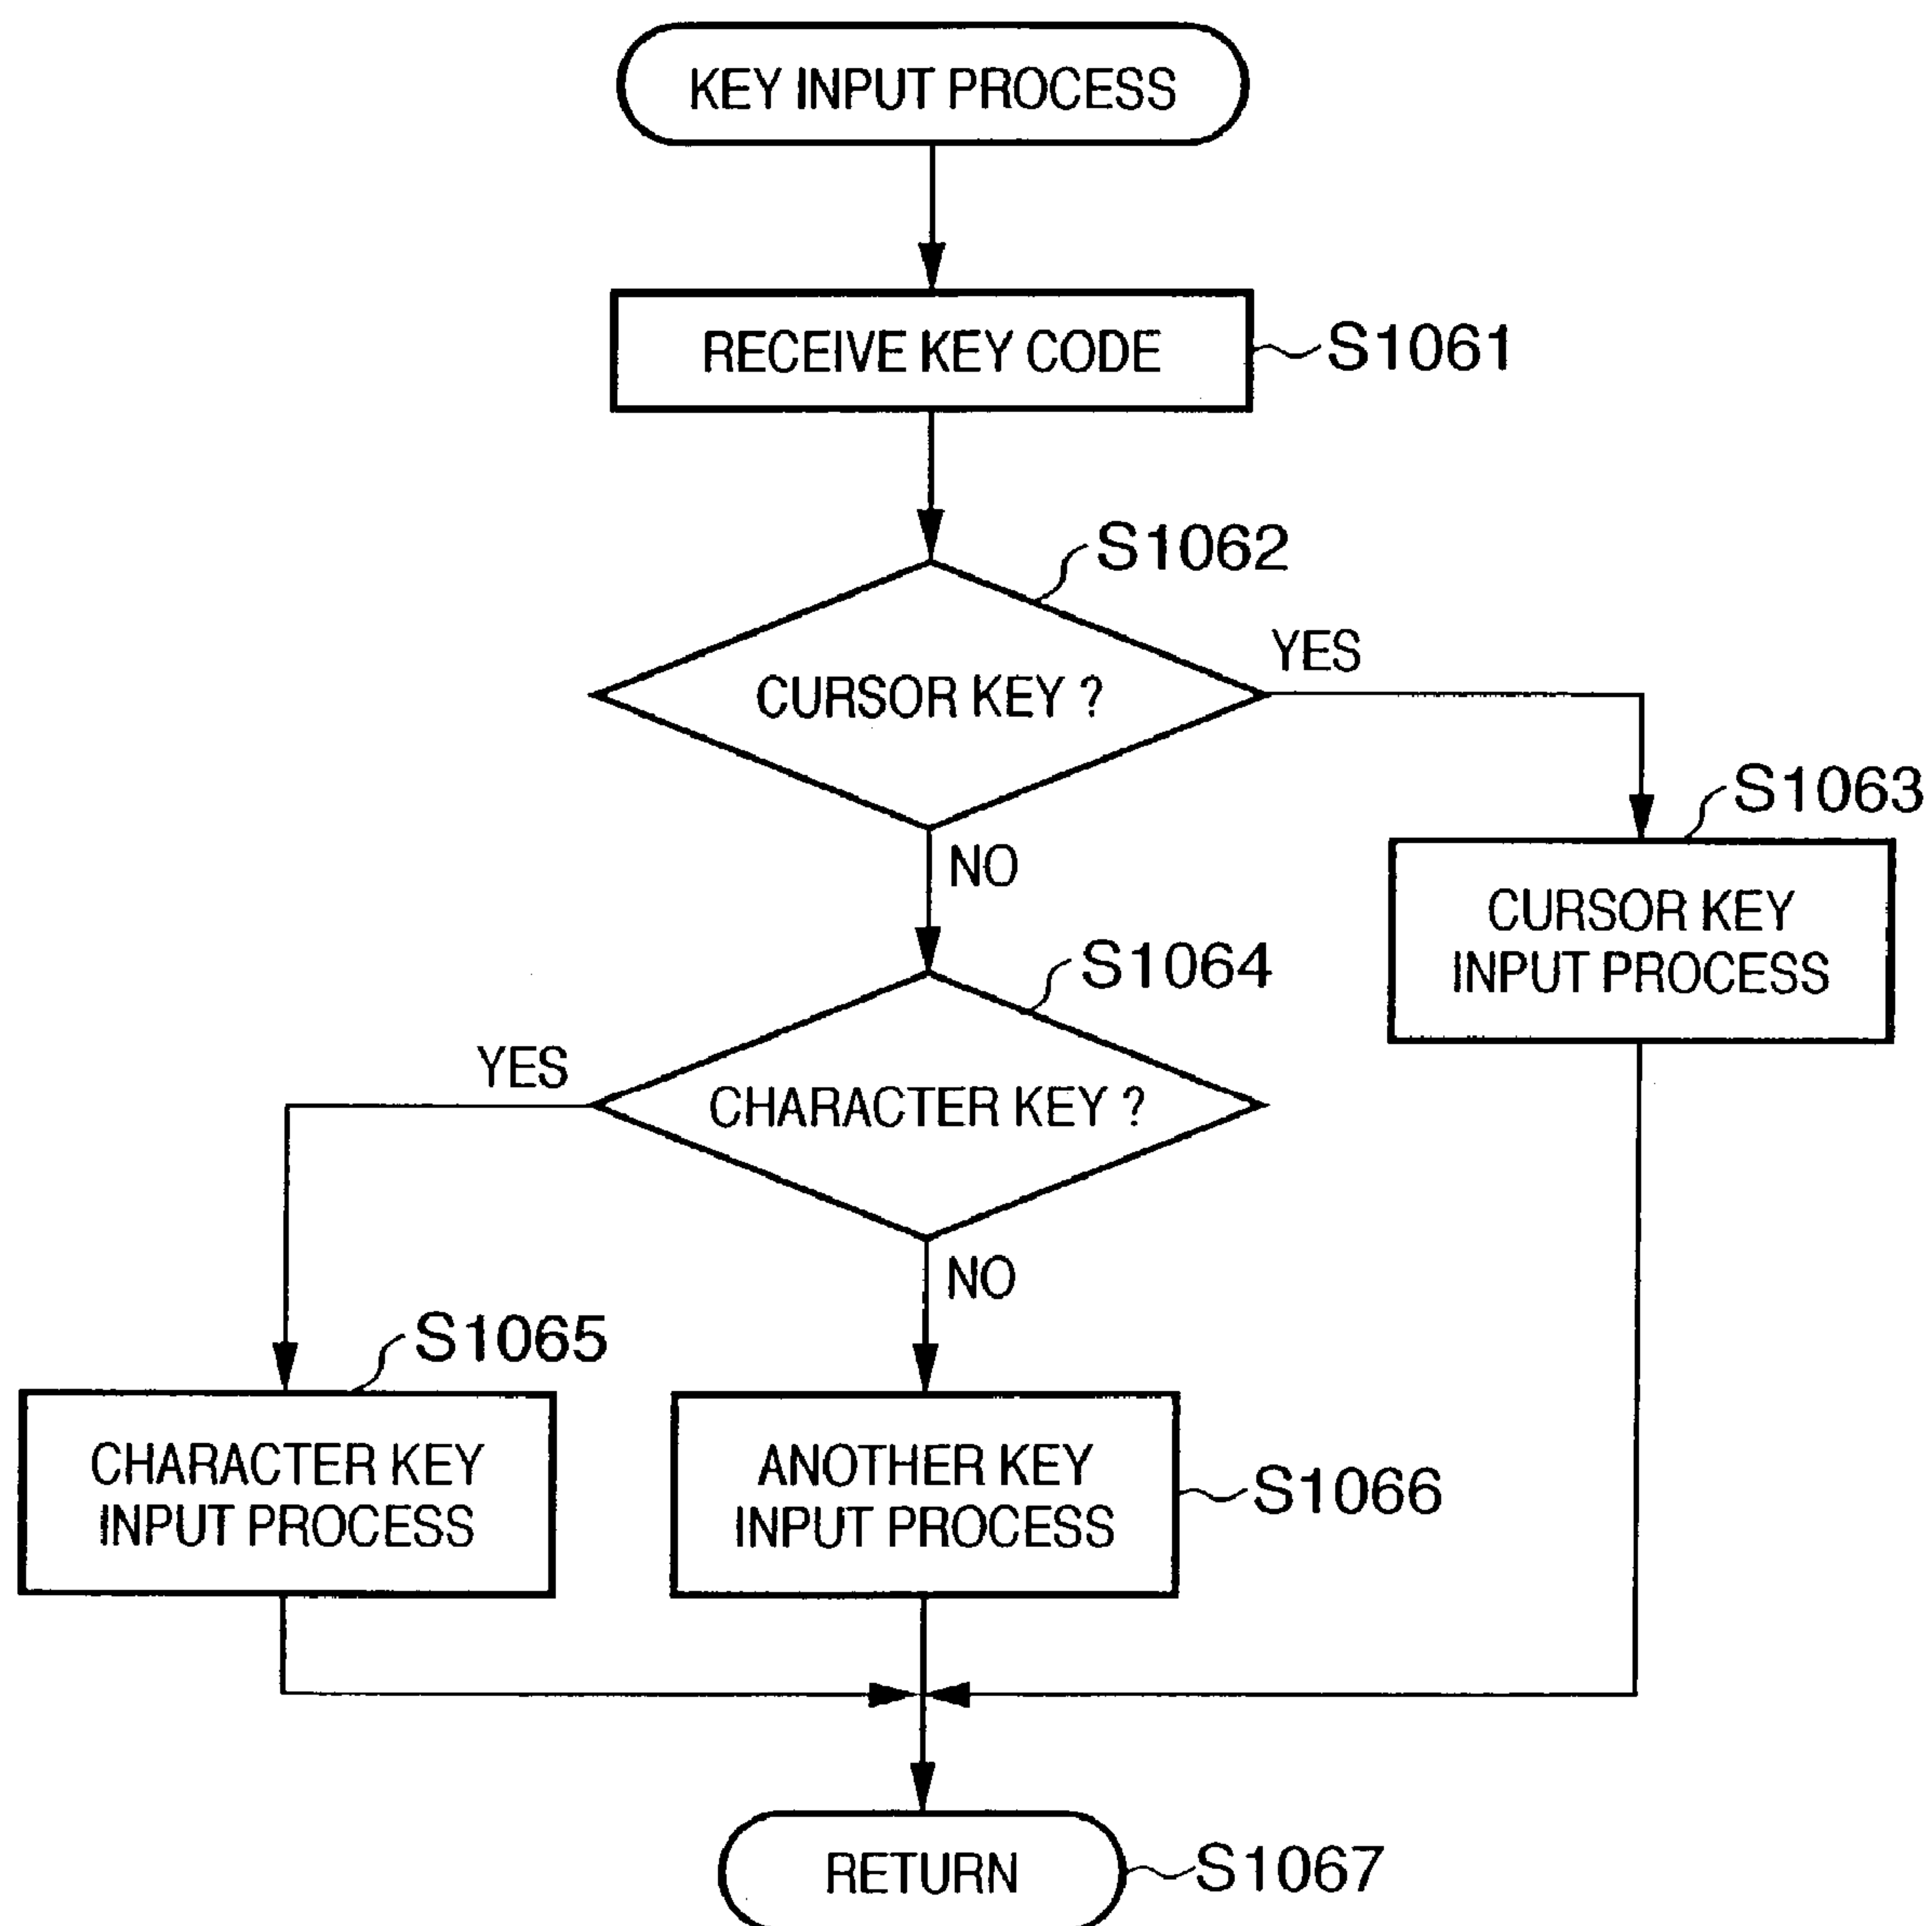 KEY INPUT PROCESS
RECEIVE KEY CODE
S1061
S1062
CURSOR KEY ?
YES
NO
S1063
CURSOR KEY
INPUT PROCESS
S1064
CHARACTER KEY ?
YES
NO
S1065
CHARACTER KEY
INPUT PROCESS
ANOTHER KEY
INPUT PROCESS
S1066
RETURN
S1067